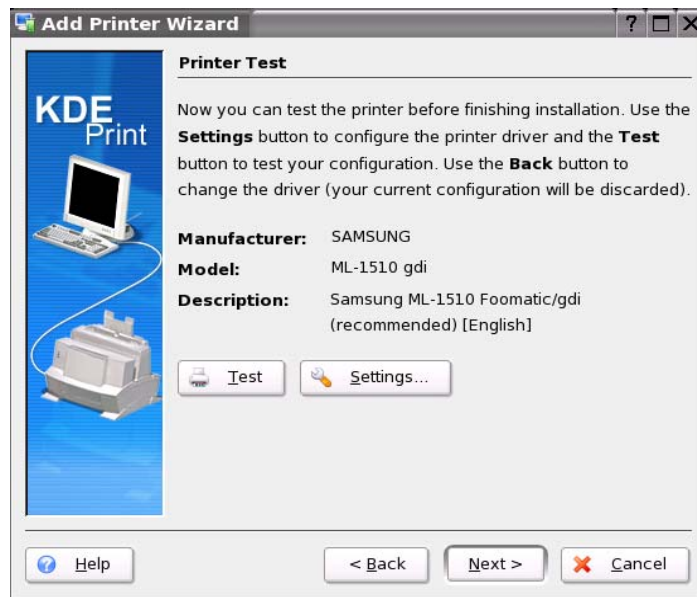 Add Printer Wizard
KDE
Print
Printer Test
Now you can test the printer before finishing installation. Use the
Settings button to configure the printer driver and the Test
button to test your configuration. Use the Back button to
change the driver (your current configuration will be discarded).
Manufacturer: SAMSUNG
Model: ML-1510 gdi
Description: Samsung ML-1510 Foomatic/gdi
(recommended) [English]
Test Settings...
Help < Back Next > Cancel